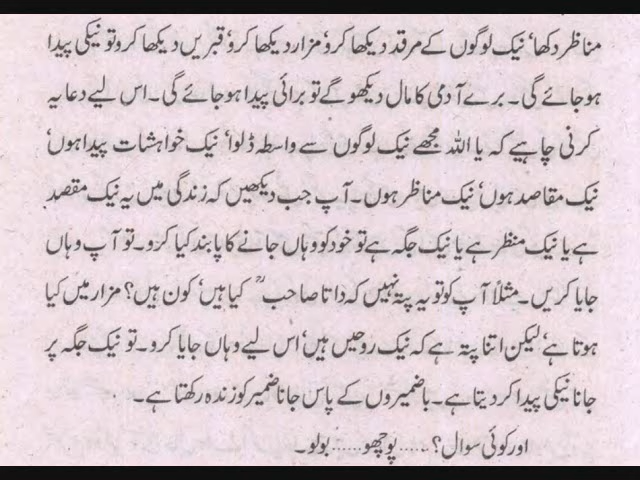 مناظر دکھا، نیک لوگوں کے مرقد دیکھا کرو، مزار دیکھا کرو، قبریں دیکھا کرو تو نیکی پیدا
ہو جائے گی۔ برے آدمی کا مال دیکھو گے تو برائی پیدا ہو جائے گی۔ اس لیے دعا یہ
کرنی چاہیے کہ یا اللہ مجھے نیک لوگوں سے واسطہ ڈلوا، نیک خواہشات پیدا ہوں،
نیک مقاصد ہوں، نیک مناظر ہوں۔ آپ جب دیکھیں کہ زندگی میں یہ نیک مقصد
ہے یا نیک منظر ہے یا نیک جگہ ہے تو خود کو وہاں جانے کا پابند کیا کرو۔ تو آپ وہاں
جایا کریں۔ مثلاً آپ کو تو یہ پتہ نہیں کہ داتا صاحبؒ کیا ہیں، کون ہیں؟ مزار میں کیا
ہوتا ہے، لیکن اتنا پتہ ہے کہ نیک روحیں ہیں، اس لیے وہاں جایا کرو۔ تو نیک جگہ پر
جانا نیکی پیدا کر دیتا ہے۔ باضمیروں کے پاس جانا ضمیر کو زندہ رکھتا ہے۔
اور کوئی سوال؟ ...... پوچھو ...... بولو۔